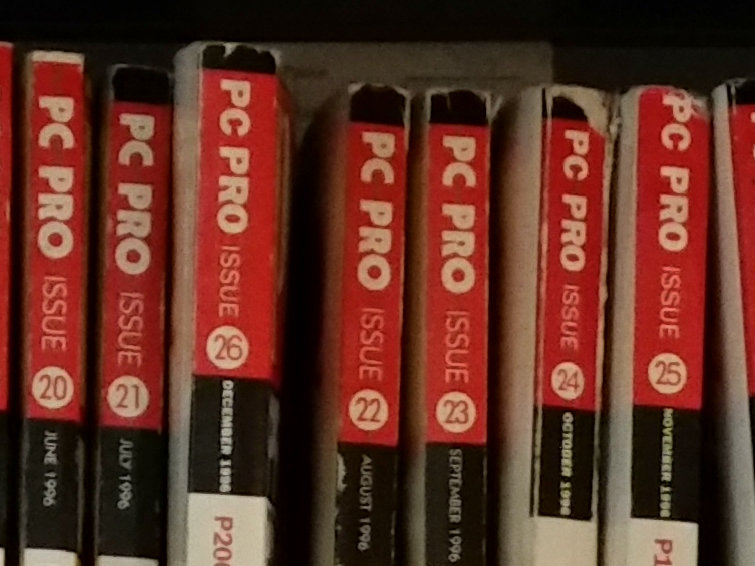 PC PRO ISSUE 20
JUNE 1996
PC PRO ISSUE 21
JULY 1996
PC PRO ISSUE 26
DECEMBER 1996
PC PRO ISSUE 22
AUGUST 1996
PC PRO ISSUE 23
SEPTEMBER 1996
PC PRO ISSUE 24
OCTOBER 1996
PC PRO ISSUE 25
NOVEMBER 1996